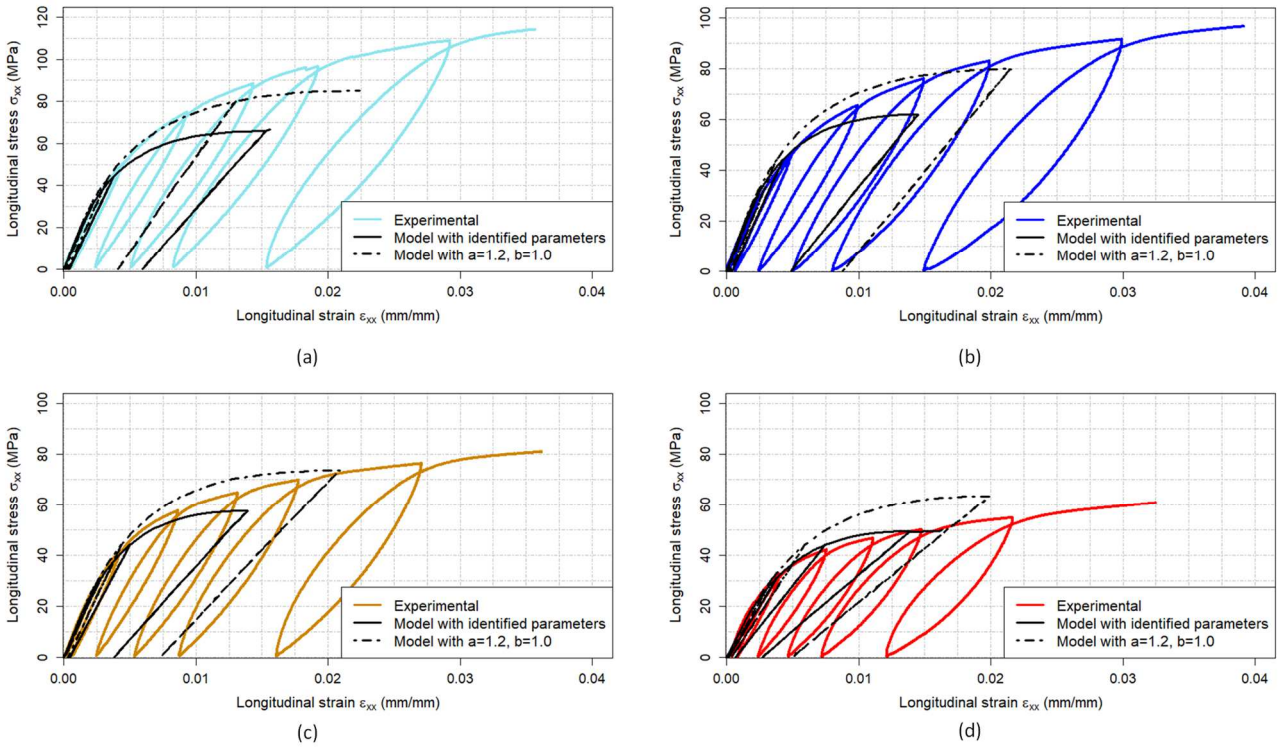 120
100
80
60
40
20
0
Longitudinal stress σxx (MPa)
Experimental
Model with identified parameters
Model with a=1.2, b=1.0
0.00 0.01 0.02 0.03 0.04
Longitudinal strain εxx (mm/mm)
(a)
100
80
60
40
20
0
Longitudinal stress σxx (MPa)
Experimental
Model with identified parameters
Model with a=1.2, b=1.0
0.00 0.01 0.02 0.03 0.04
Longitudinal strain εxx (mm/mm)
(b)
100
80
60
40
20
0
Longitudinal stress σxx (MPa)
Experimental
Model with identified parameters
Model with a=1.2, b=1.0
0.00 0.01 0.02 0.03 0.04
Longitudinal strain εxx (mm/mm)
(c)
100
80
60
40
20
0
Longitudinal stress σxx (MPa)
Experimental
Model with identified parameters
Model with a=1.2, b=1.0
0.00 0.01 0.02 0.03 0.04
Longitudinal strain εxx (mm/mm)
(d)